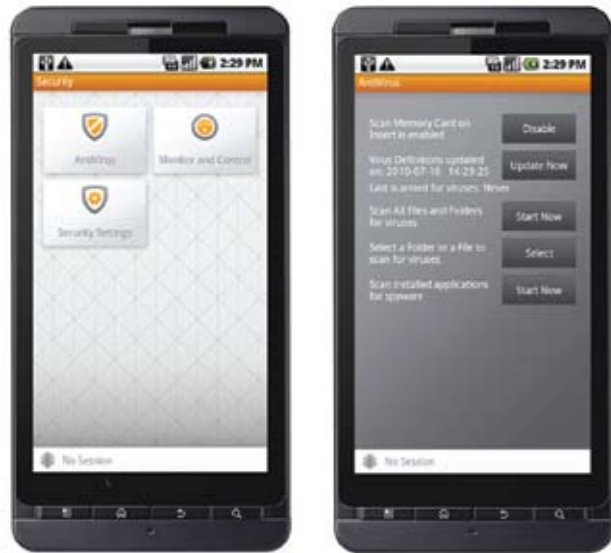 2:29 PM
Security
AntiVirus
Monitor and Control
Security Settings
No Session
2:29 PM
AntiVirus
Scan Memory Card on
Insert is enabled
Disable
Virus Definitions updated
on: 2010-07-16 14:29:25
Update Now
Last scanned for viruses: Never
Scan All Files and Folders
for viruses
Start Now
Select a Folder or a File to
scan for viruses
Select
Scan installed applications
for spyware
Start Now
No Session